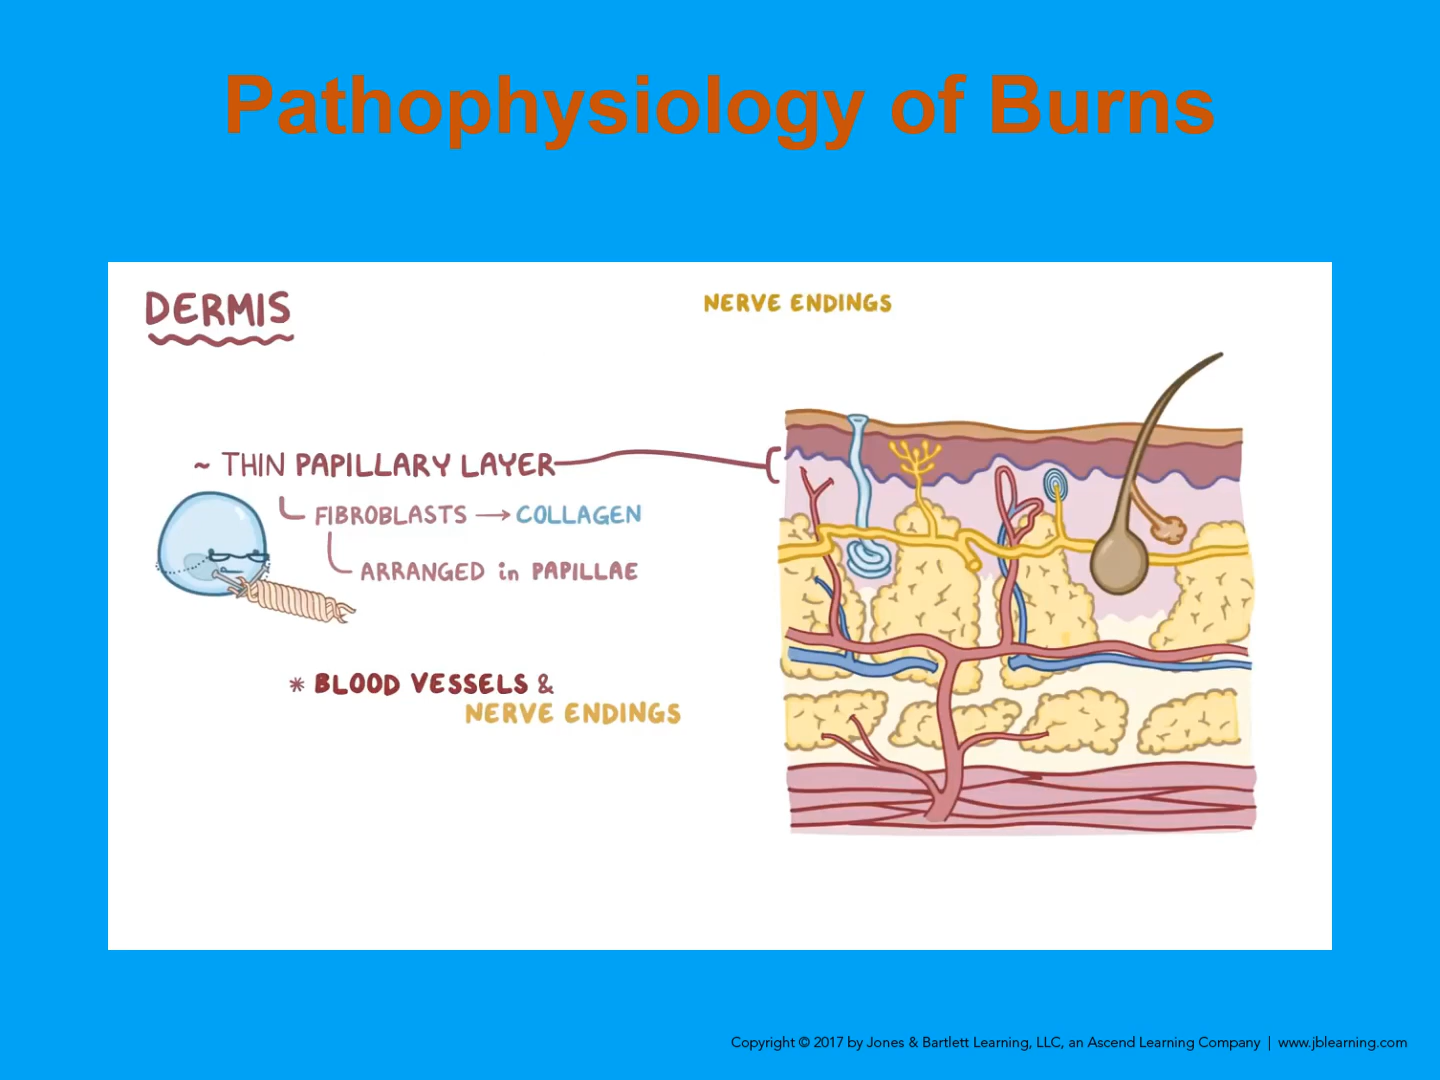 Pathophysiology of Burns
DERMIS
NERVE ENDINGS
~ THIN PAPILLARY LAYER
FIBROBLASTS → COLLAGEN
ARRANGED in PAPILLAE
* BLOOD VESSELS &
NERVE ENDINGS
Copyright © 2017 by Jones & Bartlett Learning, LLC, an Ascend Learning Company | www.jblearning.com